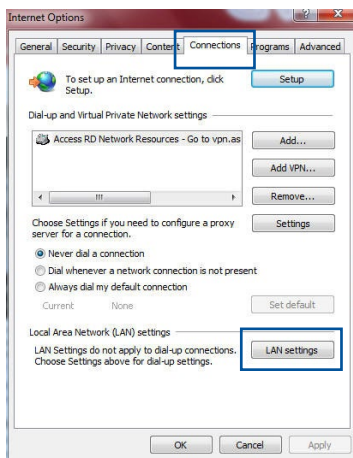 Internet Options
General Security Privacy Content Connections Programs Advanced
To set up an Internet connection, click
Setup.
Setup
Dial-up and Virtual Private Network settings
Access RD Network Resources - Go to vpn.as
Add...
Add VPN...
Remove...
Choose Settings if you need to configure a proxy
server for a connection.
Settings
Never dial a connection
Dial whenever a network connection is not present
Always dial my default connection
Current None
Set default
Local Area Network (LAN) settings
LAN Settings do not apply to dial-up connections.
Choose Settings above for dial-up settings.
LAN settings
OK Cancel Apply